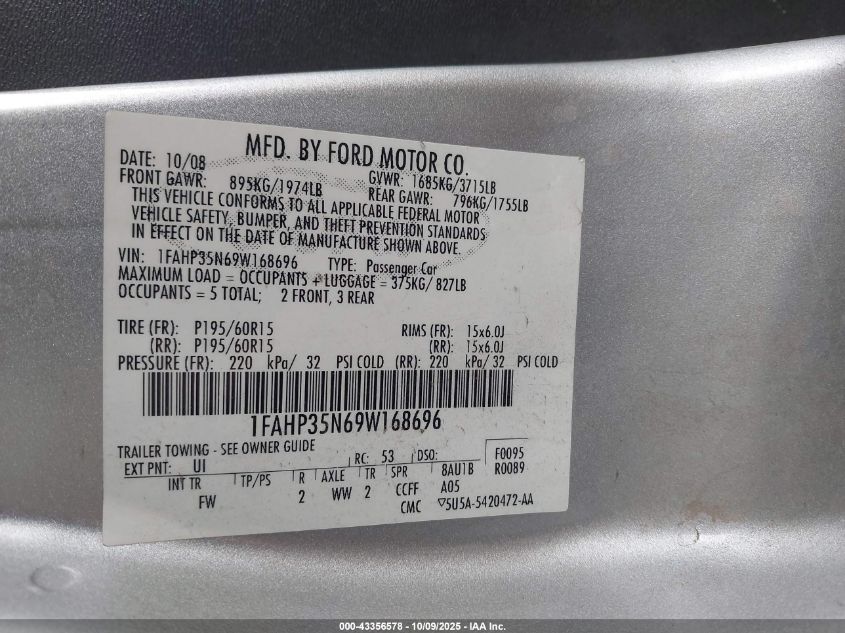 MFD. BY FORD MOTOR CO.
DATE: 10/08 GVWR: 1685KG/3715LB
FRONT GAWR: 895KG/1974LB REAR GAWR: 796KG/1755LB
THIS VEHICLE CONFORMS TO ALL APPLICABLE FEDERAL MOTOR
VEHICLE SAFETY, BUMPER, AND THEFT PREVENTION STANDARDS
IN EFFECT ON THE DATE OF MANUFACTURE SHOWN ABOVE.
VIN: 1FAHP35N69W168696 TYPE: Passenger Car
MAXIMUM LOAD = OCCUPANTS + LUGGAGE = 375KG/ 827LB
OCCUPANTS = 5 TOTAL; 2 FRONT, 3 REAR
TIRE (FR): P195/60R15 RIMS (FR): 15x6.0J
(RR): P195/60R15 (RR): 15x6.0J
PRESSURE (FR): 220 kPa/ 32 PSI COLD (RR): 220 kPa/ 32 PSI COLD
1FAHP35N69W168696
TRAILER TOWING - SEE OWNER GUIDE
EXT PNT: UI RC: 53 DSO: F0095
R0089
INT TR TP/PS R AXLE TR SPR 8AU1B
FW 2 WW 2 CCFF A05
CMC ▽5U5A-5420472-AA
000-43356578 - 10/09/2025 - IAA Inc.